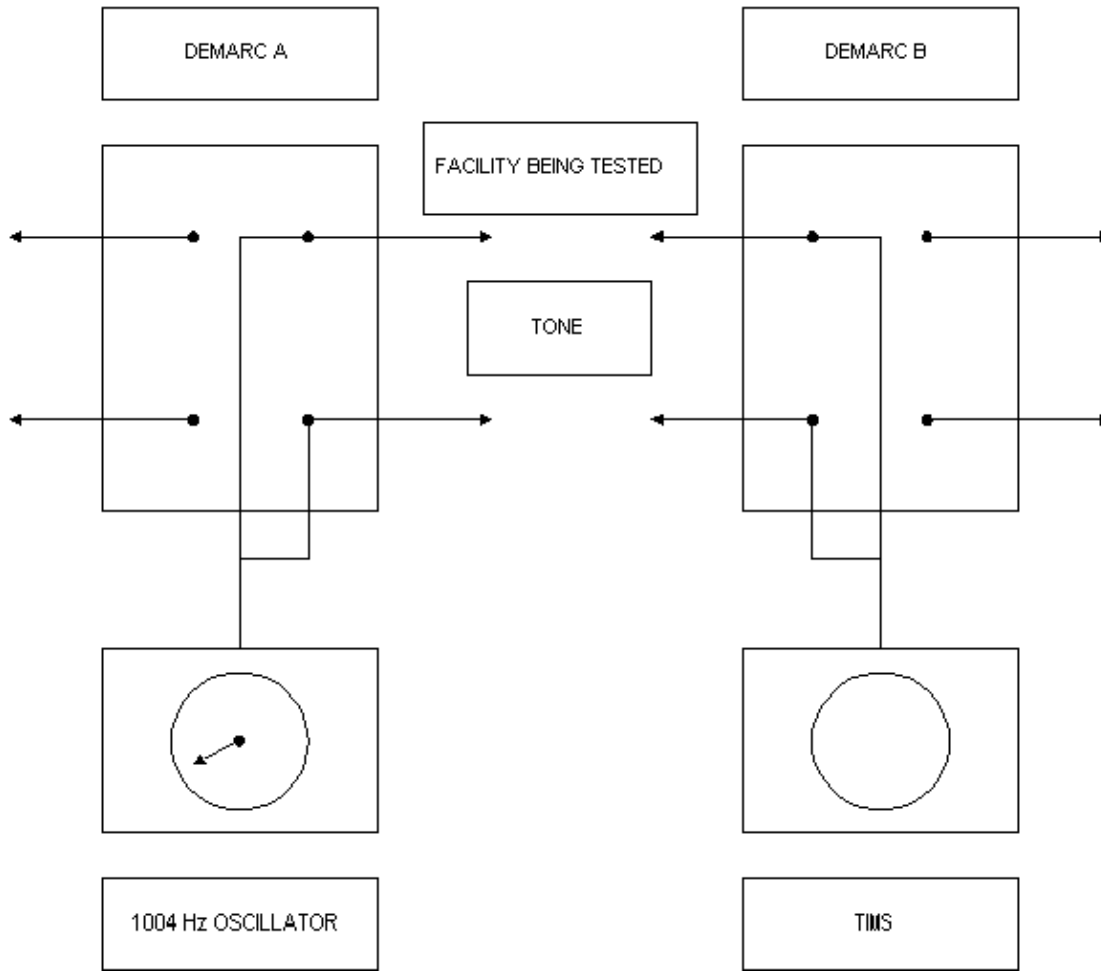 DEMARC A
DEMARC B
FACILITY BEING TESTED
TONE
1004 Hz OSCILLATOR
TIMS